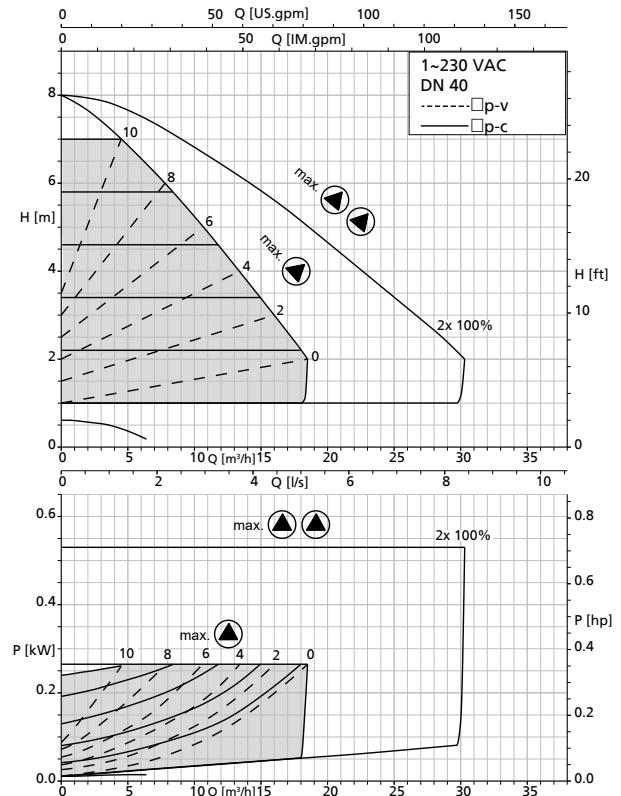 50 Q [US.gpm] 100 150
0 50 Q [IM.gpm] 100
1~230 VAC
DN 40
□p-v
□p-c
8
6
H [m]
4
2
0
20
H [ft]
10
0
10
8
6
4
2
0
max.
max.
2x 100%
0 5 10 Q [m³/h] 15 20 25 30 35
0 2 4 Q [l/s] 6 8 10
0.6
0.4
P [kW]
0.2
0.0
0.8
0.6
P [hp]
0.4
0.2
0.0
max.
2x 100%
max.
10 8 6 4 2 0
0 5 10 Q [m³/h] 15 20 25 30 35